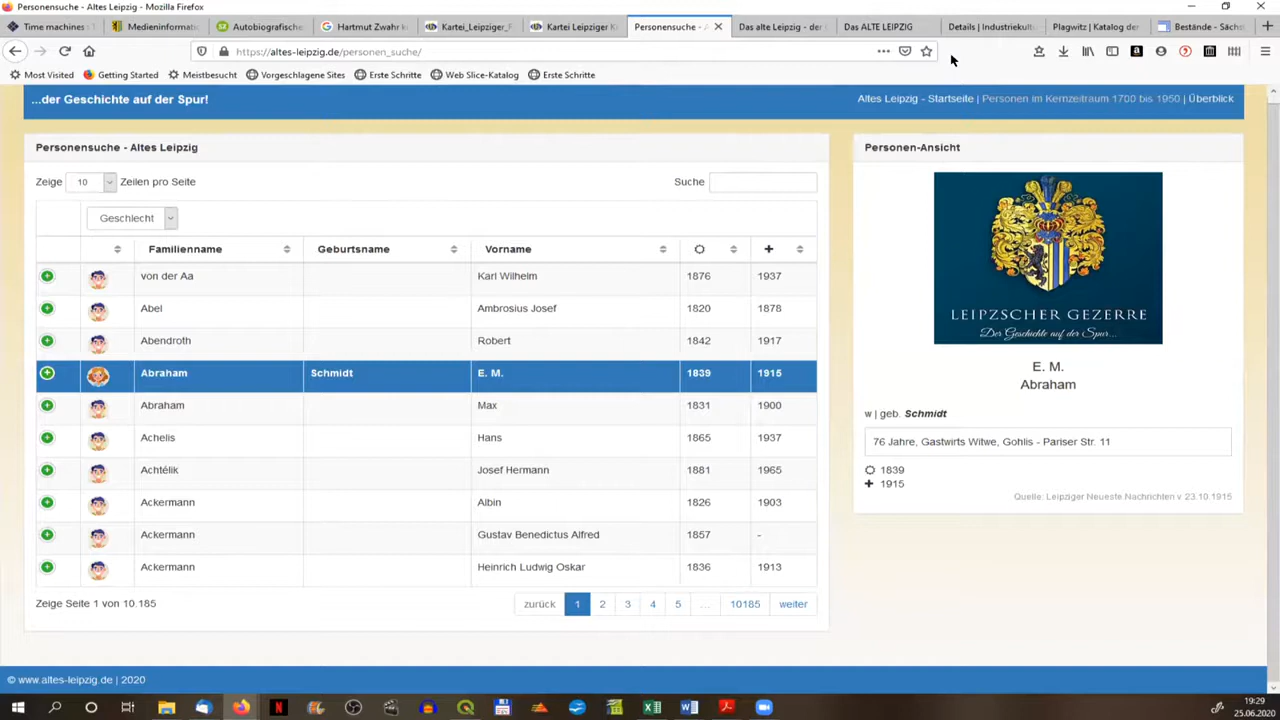 Personensuche - Altes Leipzig - Mozilla Firefox
Time machines
Medieninformati
Autobiografische
Hartmut Zwahr k
Kartei_Leipziger_F
Kartei Leipziger K
Personensuche - A
Das alte Leipzig - der
Das ALTE LEIPZIG
Details | Industriekult
Plagwitz | Katalog der
Bestände - Sächs
https://altes-leipzig.de/personen_suche/
Most Visited
Getting Started
Meistbesucht
Vorgeschlagene Sites
Erste Schritte
Web Slice-Katalog
Erste Schritte
...der Geschichte auf der Spur!
Altes Leipzig - Startseite | Personen im Kernzeitraum 1700 bis 1950 | Überblick
Personensuche - Altes Leipzig
Zeige 10 Zeilen pro Seite
Suche
Geschlecht
Familienname Geburtsname Vorname
von der Aa Karl Wilhelm 1876 1937
Abel Ambrosius Josef 1820 1878
Abendroth Robert 1842 1917
Abraham Schmidt E. M. 1839 1915
Abraham Max 1831 1900
Achelis Hans 1865 1937
Achtélik Josef Hermann 1881 1965
Ackermann Albin 1826 1903
Ackermann Gustav Benedictus Alfred 1857 -
Ackermann Heinrich Ludwig Oskar 1836 1913
Zeige Seite 1 von 10.185
zurück 1 2 3 4 5 ... 10185 weiter
Personen-Ansicht
LEIPZSCHER GEZERRE
Der Geschichte auf der Spur...
E. M.
Abraham
w | geb. Schmidt
76 Jahre, Gastwirts Witwe, Gohlis - Pariser Str. 11
1839
1915
Quelle: Leipziger Neueste Nachrichten v 23.10.1915
© www.altes-leipzig.de | 2020
19:29
25.06.2020